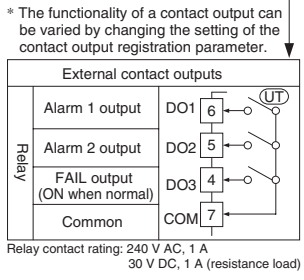 * The functionality of a contact output can
be varied by changing the setting of the
contact output registration parameter.
External contact outputs
UT
Relay
Alarm 1 output DO1 6
Alarm 2 output DO2 5
FAIL output
(ON when normal) DO3 4
Common COM 7
Relay contact rating: 240 V AC, 1 A
30 V DC, 1 A (resistance load)